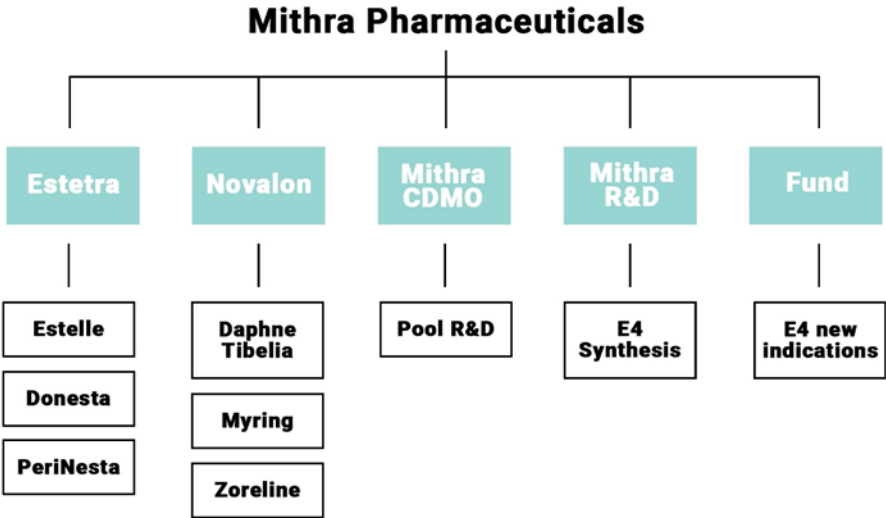 Mithra Pharmaceuticals
Estetra
Novalon
Mithra
CDMO
Mithra
R&D
Fund
Estelle
Donesta
PeriNesta
Daphne
Tibelia
Myring
Zoreline
Pool R&D
E4
Synthesis
E4 new
indications